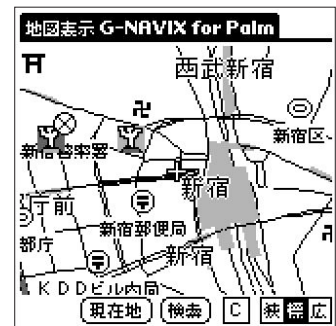 地図表示 G-NAVIX for Palm
西武新宿
新宿区
新宿警察署
新宿
庁前
新宿郵便局
都庁
新宿
KDDビル内局
現在地 検索 C 狭 標 広